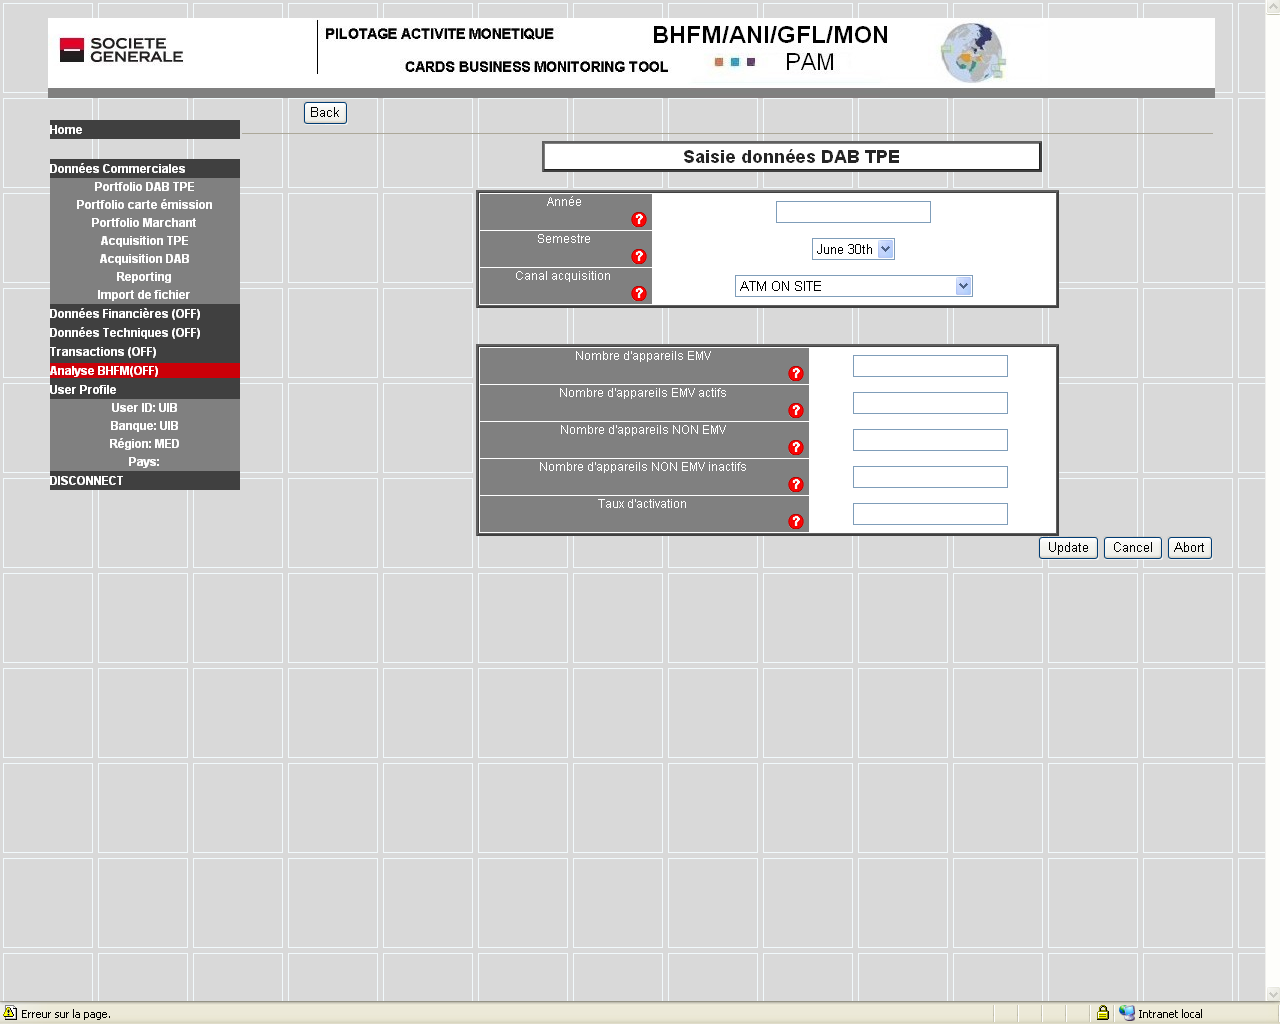 SOCIETE
GENERALE
PILOTAGE ACTIVITE MONETIQUE
CARDS BUSINESS MONITORING TOOL
BHFM/ANI/GFL/MON
PAM
Back
Home
Données Commerciales
Portfolio DAB TPE
Portfolio carte émission
Portfolio Marchant
Acquisition TPE
Acquisition DAB
Reporting
Import de fichier
Données Financières (OFF)
Données Techniques (OFF)
Transactions (OFF)
Analyse BHFM(OFF)
User Profile
User ID: UIB
Banque: UIB
Région: MED
Pays:
DISCONNECT
Saisie données DAB TPE
Année
?
Semestre
?
June 30th
Canal acquisition
?
ATM ON SITE
Nombre d'appareils EMV
?
Nombre d'appareils EMV actifs
?
Nombre d'appareils NON EMV
?
Nombre d'appareils NON EMV inactifs
?
Taux d'activation
?
Update Cancel Abort
Erreur sur la page.
Intranet local